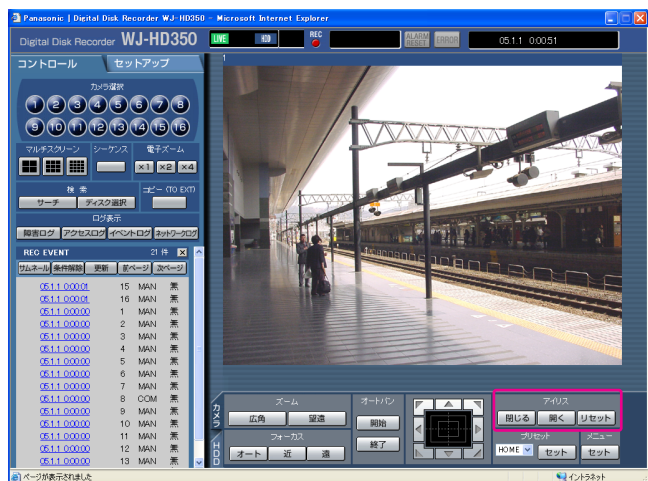 Panasonic | Digital Disk Recorder WJ-HD350 - Microsoft Internet Explorer
Digital Disk Recorder WJ-HD350
LIVE HDD REC ALARM RESET ERROR 05.1.1 0:00:51
コントロール セットアップ
1
カメラ選択
1 2 3 4 5 6 7 8
9 10 11 12 13 14 15 16
マルチスクリーン シーケンス 電子ズーム
×1 ×2 ×4
検 索 コピー (TO EXT)
サーチ ディスク選択
ログ表示
障害ログ アクセスログ イベントログ ネットワークログ
REC EVENT 21 件 X
サムネール 条件解除 更新 前ページ 次ページ
05.1.1 0:00:01 15 MAN 無
05.1.1 0:00:01 16 MAN 無
05.1.1 0:00:00 1 MAN 無
05.1.1 0:00:00 2 MAN 無
05.1.1 0:00:00 3 MAN 無
05.1.1 0:00:00 4 MAN 無
05.1.1 0:00:00 5 MAN 無
05.1.1 0:00:00 6 MAN 無
05.1.1 0:00:00 7 MAN 無
05.1.1 0:00:00 8 COM 無
05.1.1 0:00:00 9 MAN 無
05.1.1 0:00:00 10 MAN 無
05.1.1 0:00:00 11 MAN 無
05.1.1 0:00:00 12 MAN 無
05.1.1 0:00:00 13 MAN 無
カメラ
HDD
ズーム
広角 望遠
フォーカス
オート 近 遠
オートパン
開始
終了
アイリス
閉じる 開く リセット
プリセット メニュー
HOME セット セット
ページが表示されました イントラネット